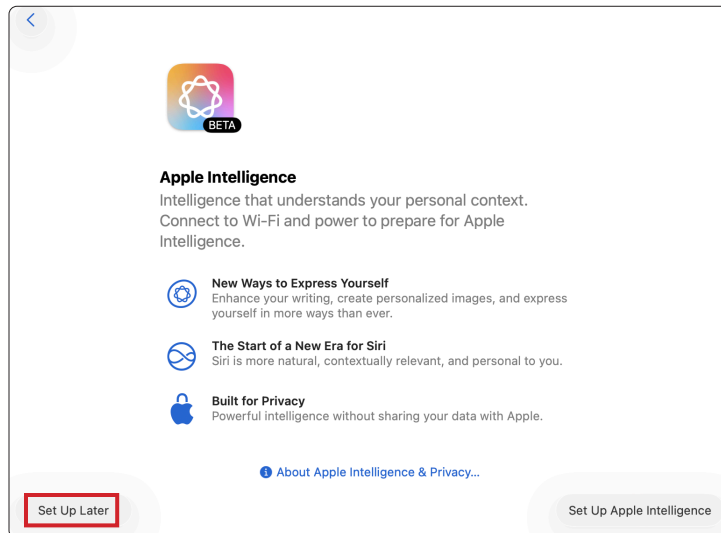 BETA
Apple Intelligence
Intelligence that understands your personal context.
Connect to Wi-Fi and power to prepare for Apple
Intelligence.
New Ways to Express Yourself
Enhance your writing, create personalized images, and express
yourself in more ways than ever.
The Start of a New Era for Siri
Siri is more natural, contextually relevant, and personal to you.
Built for Privacy
Powerful intelligence without sharing your data with Apple.
About Apple Intelligence & Privacy...
Set Up Later
Set Up Apple Intelligence